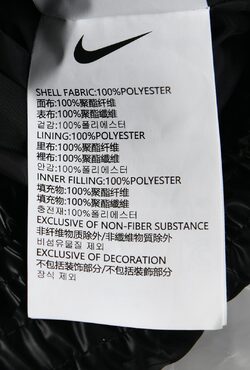 SHELL FABRIC:100%POLYESTER
面布:100%聚酯纤维
表布:100%聚酯纖維
겉감:100%폴리에스터
LINING:100%POLYESTER
里布:100%聚酯纤维
裡布:100%聚酯纖維
안감:100%폴리에스터
INNER FILLING:100%POLYESTER
填充物:100%聚酯纤维
填充物:100%聚酯纖維
충전재:100%폴리에스터
EXCLUSIVE OF NON-FIBER SUBSTANCE
非纤维物质除外/非纖維物質除外
비섬유물질 제외
EXCLUSIVE OF DECORATION
不包括装饰部分/不包括裝飾部分
장식 제외